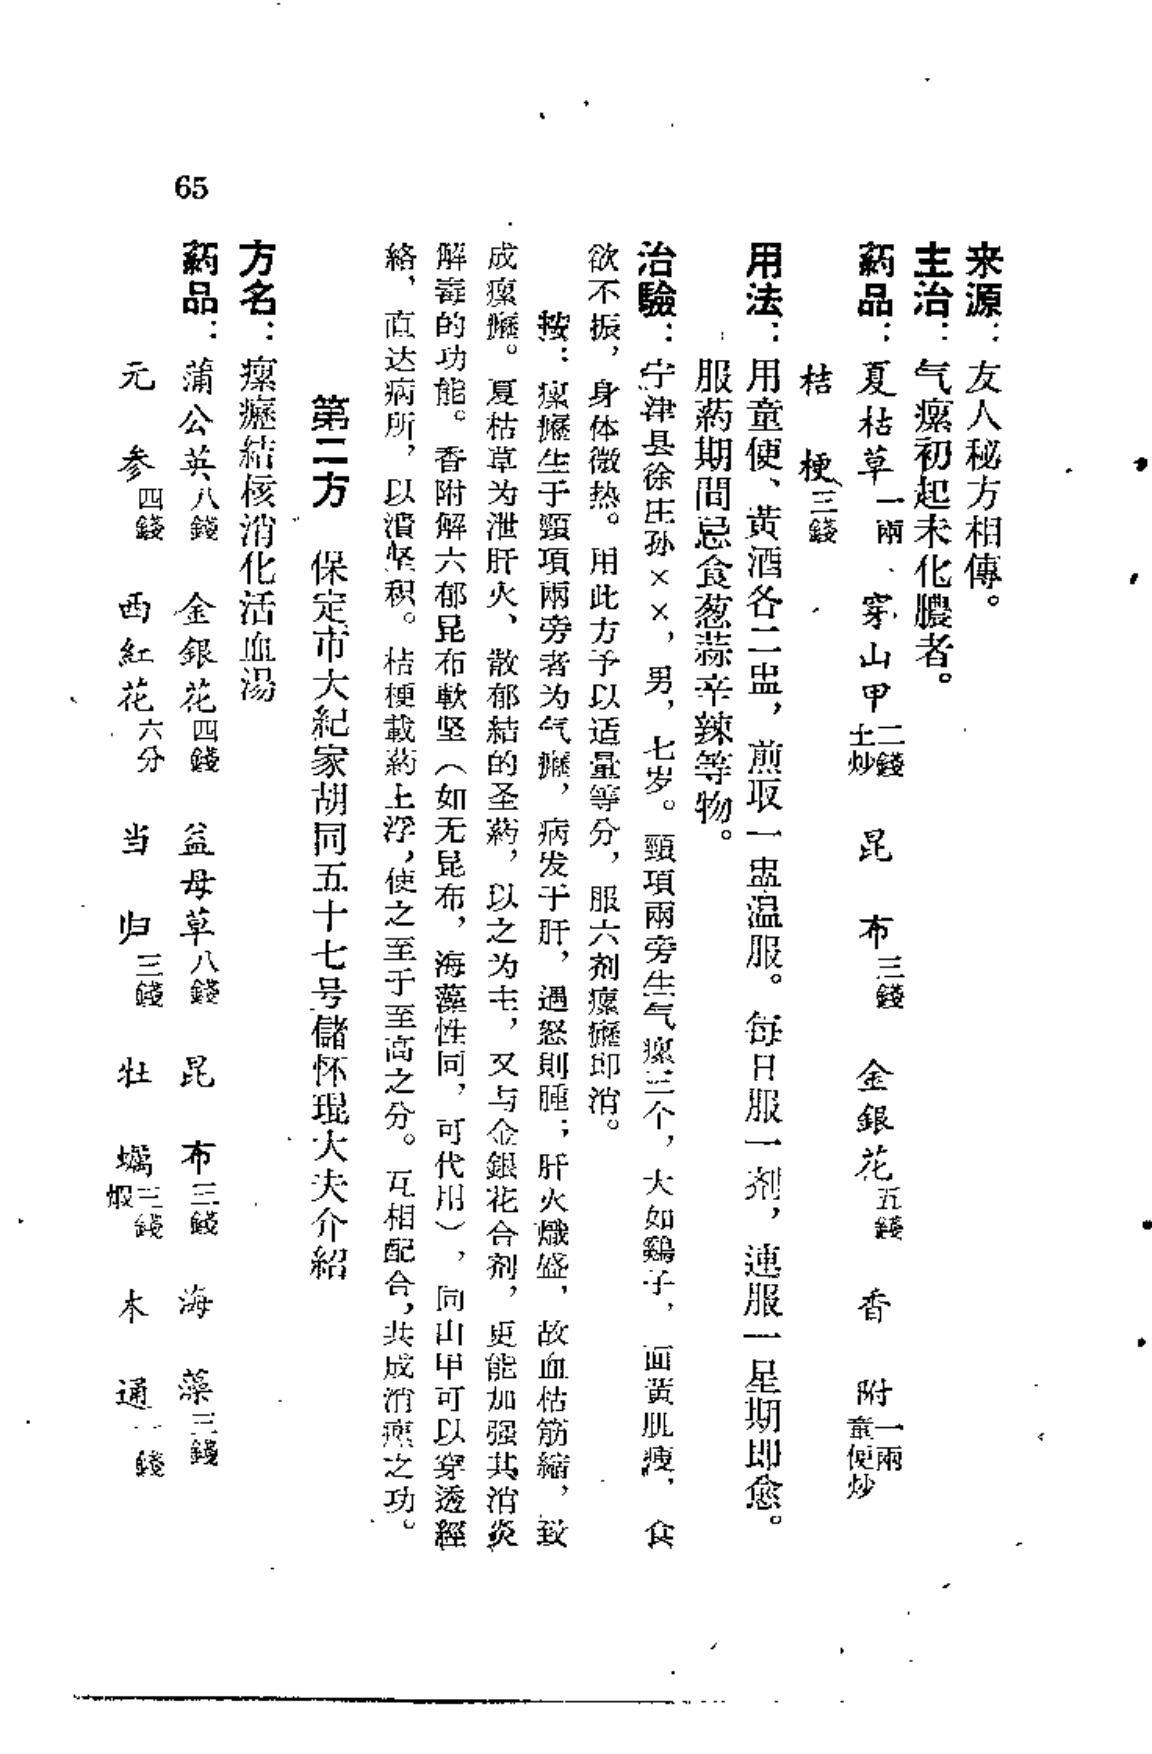 来源：友人秘方相傳。
主治：气瘰初起未化膿者。
葯品：夏枯草一兩　穿山甲二錢土炒　昆　布三錢　金銀花五錢　香　附一兩童便炒
桔　梗三錢
用法：用童便、黃酒各二盅，煎取一盅温服。每日服一剂，連服一星期即愈。
服葯期間忌食葱蒜辛辣等物。
治驗：宁津县徐庄孙××，男，七岁。頸項兩旁生气瘰三个，大如鷄子，面黃肌瘦，食
欲不振，身体微热。用此方予以适量等分，服六剂瘰癧即消。
按：瘰癧生于頸項兩旁者为气癧，病发于肝，遇怒則腫；肝火熾盛，故血枯筋縮，致
成瘰癧。夏枯草为泄肝火、散郁結的圣葯，以之为主，又与金銀花合剂，更能加强其消炎
解毒的功能。香附解六郁昆布軟坚（如无昆布，海藻性同，可代用），同山甲可以穿透經
絡，直达病所，以潰坚积。桔梗載葯上浮，使之至于至高之分。互相配合，共成消瘰之功。
第二方　保定市大紀家胡同五十七号儲怀琨大夫介紹
方名：瘰癧結核消化活血湯
葯品：蒲公英八錢　金銀花四錢　益母草八錢　昆　布三錢　海　藻三錢
元　参四錢　西紅花六分　当　归三錢　牡　蠣三錢煅　木　通一錢
65